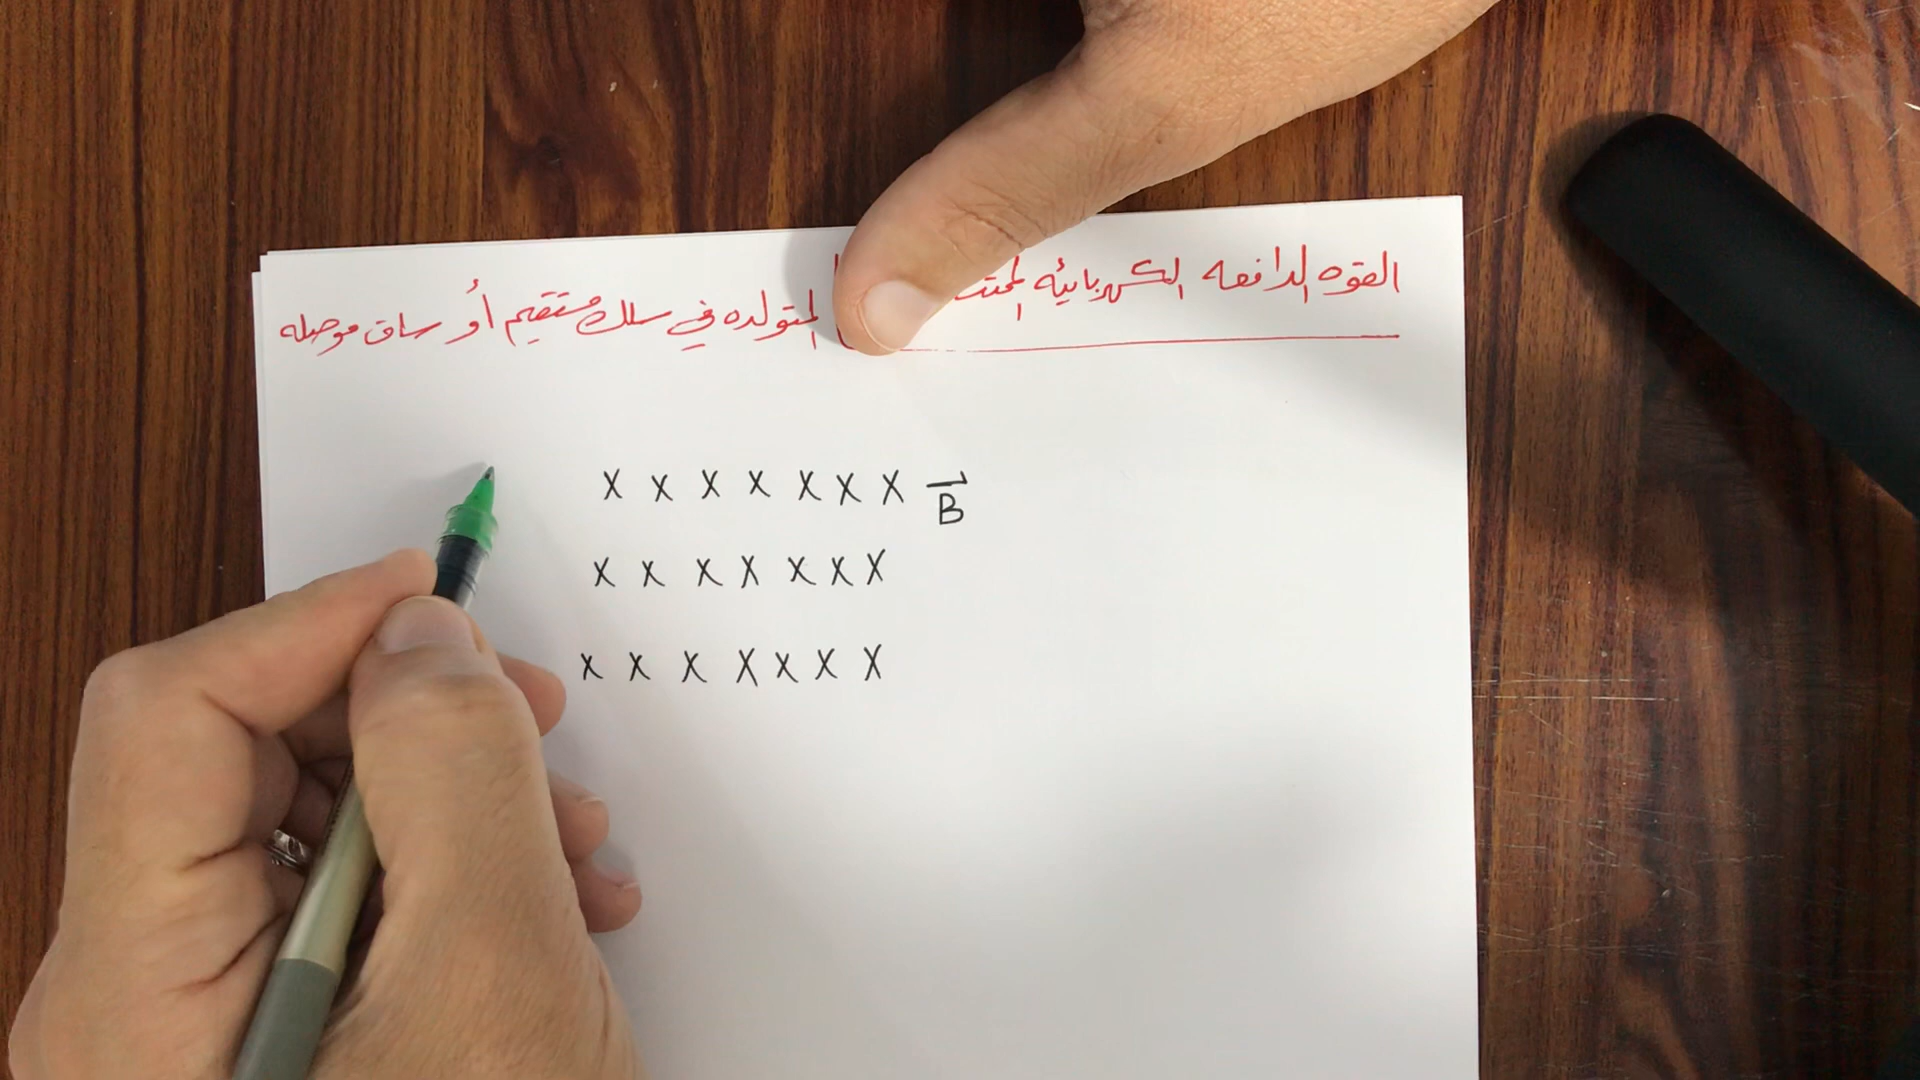 القوه الدافعه الكهربائيه
المتولده في سلك مستقيم أو ساق موصله
X X X X X X X B
X X X X X X X
X X X X X X X